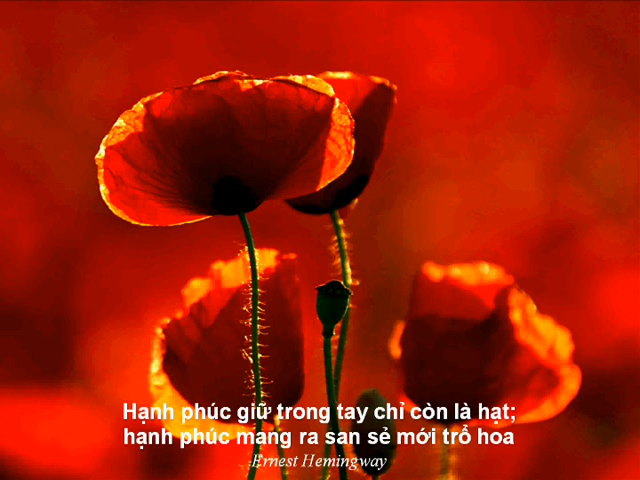 Hạnh phúc giữ trong tay chỉ còn là hạt;
hạnh phúc mang ra san sẻ mới trổ hoa
Ernest Hemingway